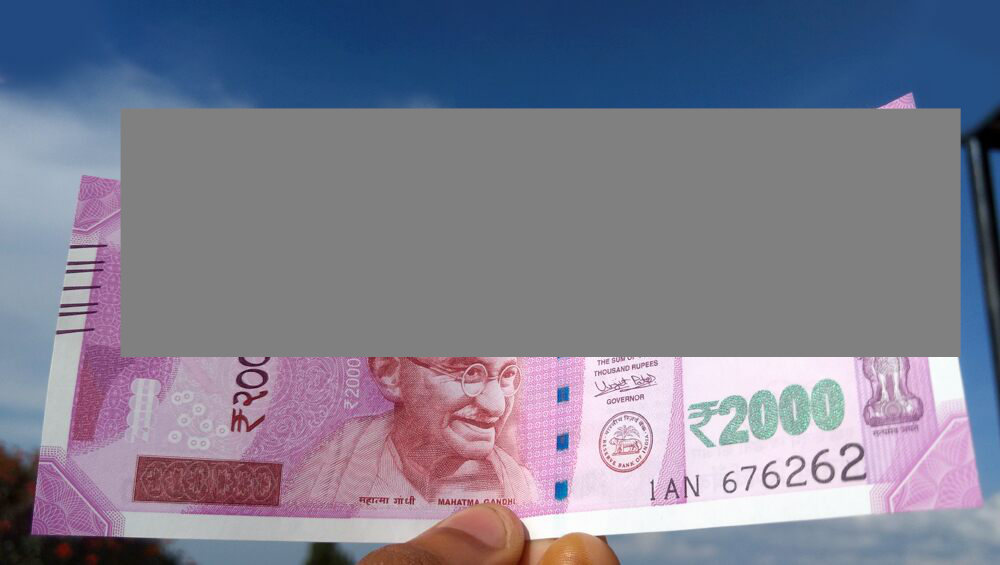 THE SUM OF
THOUSAND RUPEES
GOVERNOR
₹2000
₹2000
भारतीय रिज़र्व बैंक
RESERVE BANK OF INDIA
सत्यमेव जयते
1AN 676262
महात्मा गांधी MAHATMA GANDHI